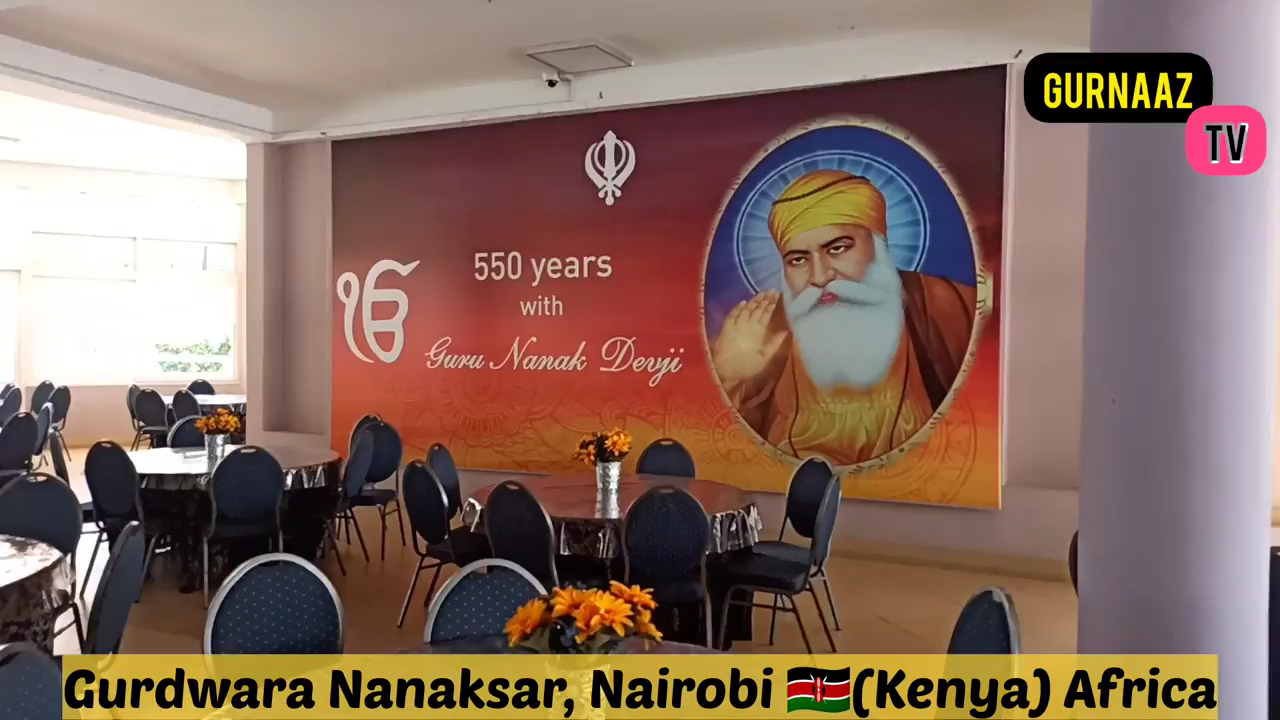 GURNAAZ
TV
550 years
with
ੴ
Guru Nanak Devji
Gurdwara Nanaksar, Nairobi 🇰🇪(Kenya) Africa